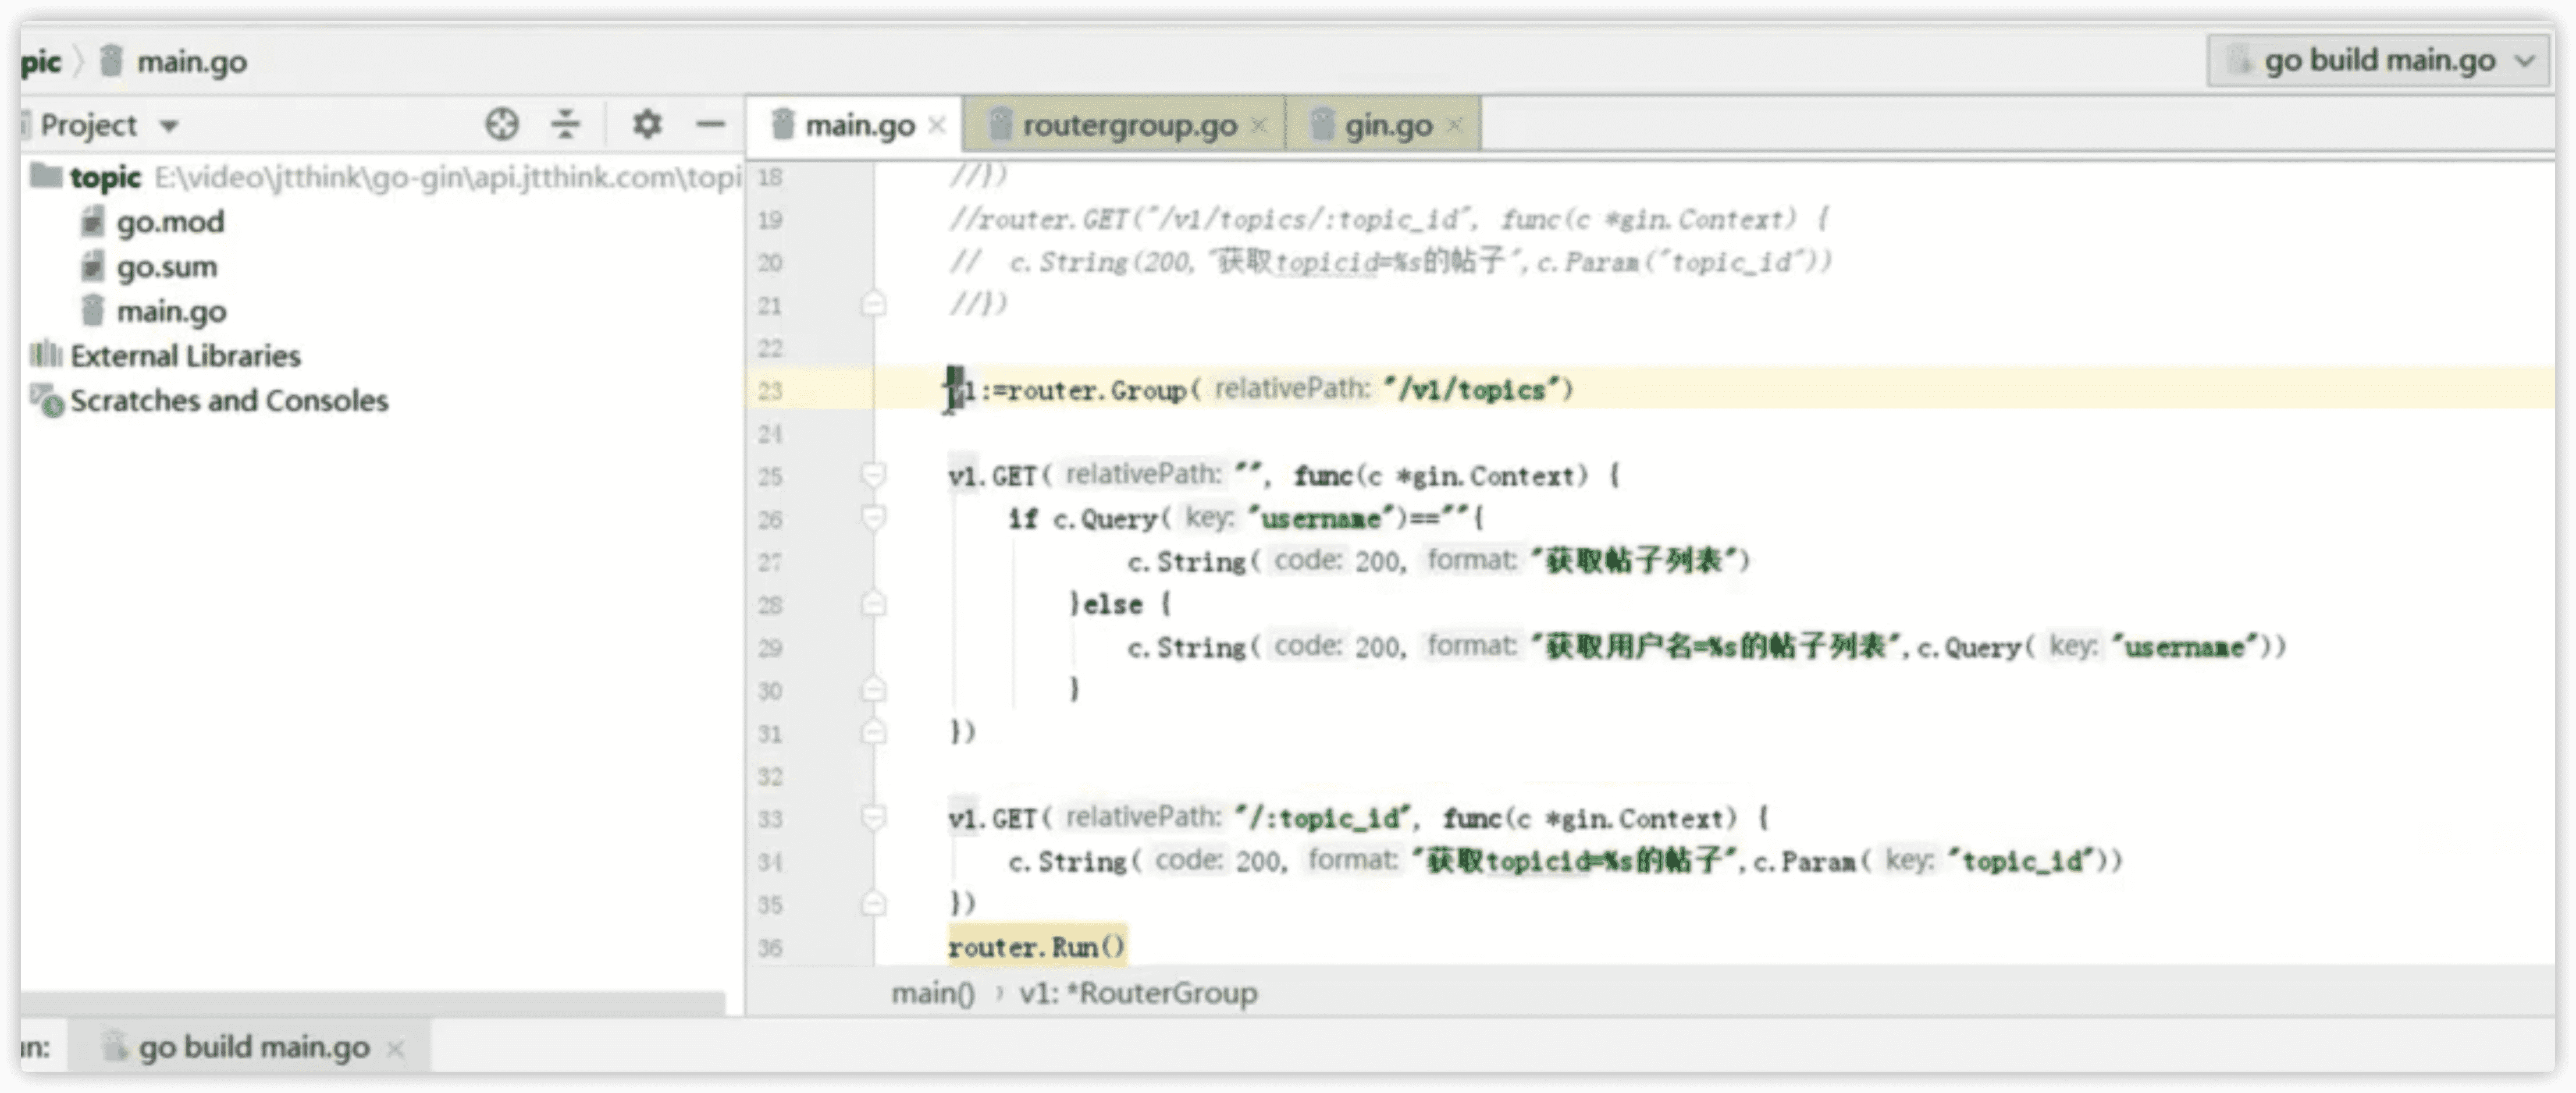 pic 〉 main.go
go build main.go
Project
main.go × routergroup.go × gin.go ×
topic E:\video\jtthink\go-gin\api.jtthink.com\topi
go.mod
go.sum
main.go
External Libraries
Scratches and Consoles
18 //})
19 //router.GET("/v1/topics/:topic_id", func(c *gin.Context) {
20 //  c.String(200,"获取topicid=%s的帖子",c.Param("topic_id"))
21 //})
22
23 v1:=router.Group( relativePath: "/v1/topics")
24
25 v1.GET( relativePath: "", func(c *gin.Context) {
26 if c.Query( key: "username")==""{
27 c.String( code: 200, format: "获取帖子列表")
28 }else {
29 c.String( code: 200, format: "获取用户名=%s的帖子列表",c.Query( key: "username"))
30 }
31 })
32
33 v1.GET( relativePath: "/:topic_id", func(c *gin.Context) {
34 c.String( code: 200, format: "获取topicid=%s的帖子",c.Param( key: "topic_id"))
35 })
36 router.Run()
main() › v1: *RouterGroup
un: go build main.go ×